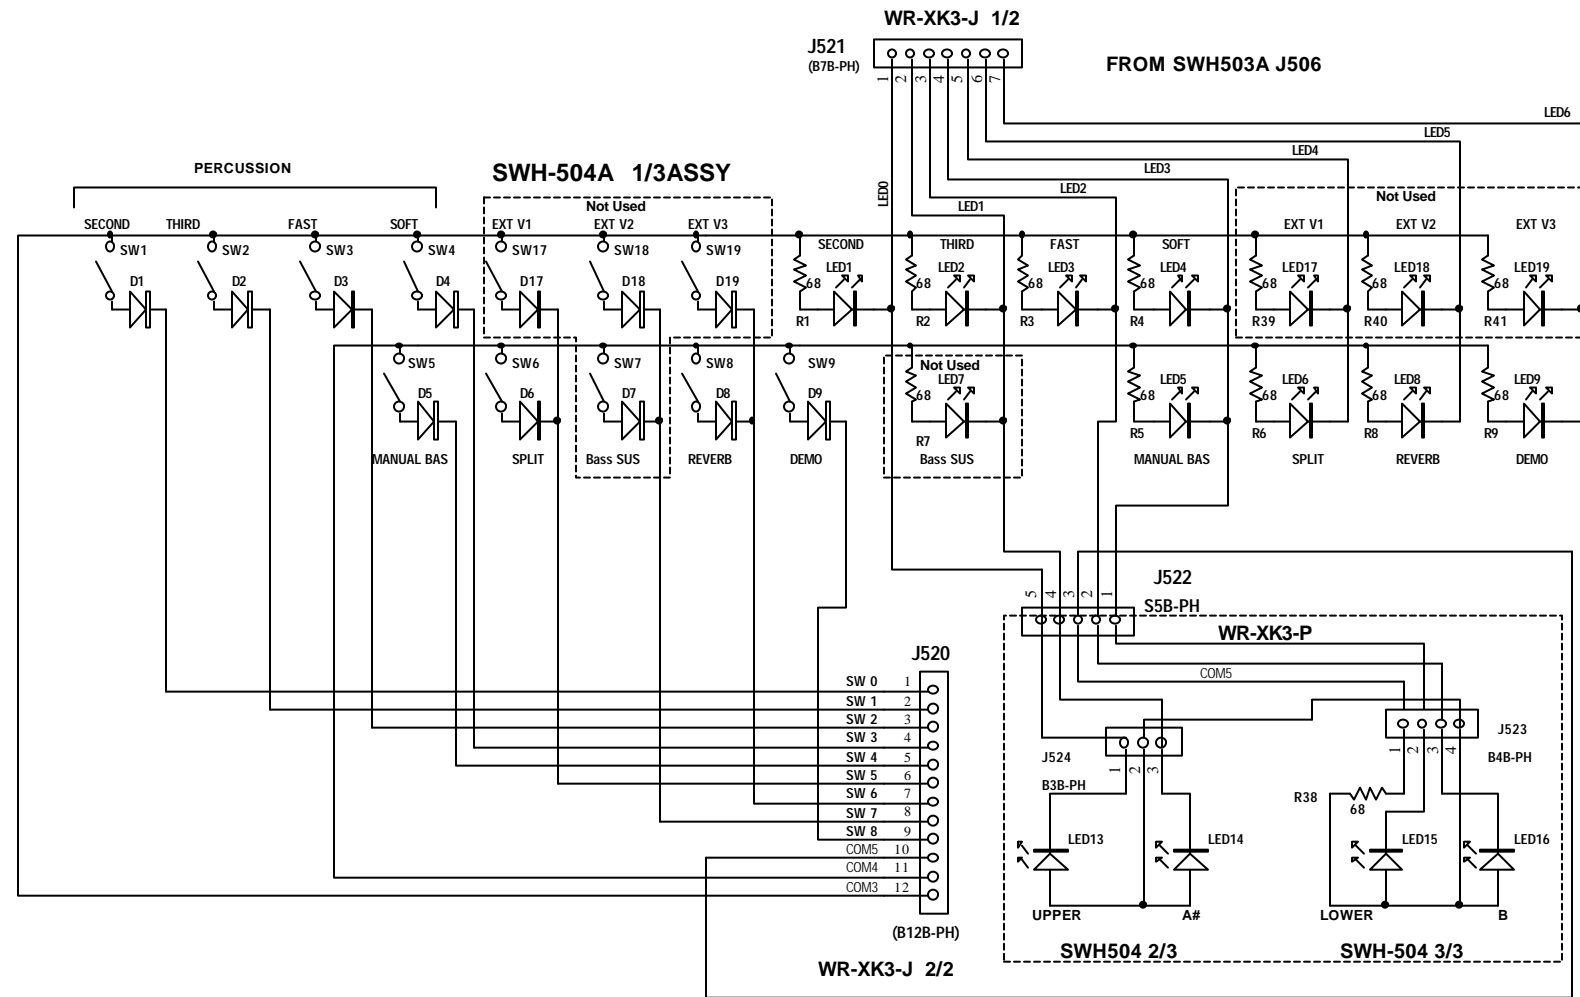 WR-XK3-J 1/2
J521
(B7B-PH)
FROM SWH503A J506
1 2 3 4 5 6 7
LED6
LED5
LED4
LED3
LED2
LED1
LED0
PERCUSSION
SWH-504A 1/3ASSY
Not Used
Not Used
SECOND THIRD FAST SOFT EXT V1 EXT V2 EXT V3
EXT V1 EXT V2 EXT V3
SW1 SW2 SW3 SW4 SW17 SW18 SW19
SECOND THIRD FAST SOFT
LED1 LED2 LED3 LED4 LED17 LED18 LED19
D1 D2 D3 D4 D17 D18 D19
68 68 68 68 68 68 68
R1 R2 R3 R4 R39 R40 R41
SW5 SW6 SW7 SW8 SW9
Not Used
LED7 LED5 LED6 LED8 LED9
D5 D6 D7 D8 D9
68 68 68 68 68
R7 R5 R6 R8 R9
MANUAL BAS SPLIT Bass SUS REVERB DEMO
Bass SUS MANUAL BAS SPLIT REVERB DEMO
J522
5 4 3 2 1
S5B-PH
WR-XK3-P
COM5
J520
SW 0 1
SW 1 2
SW 2 3
SW 3 4
SW 4 5
SW 5 6
SW 6 7
SW 7 8
SW 8 9
COM5 10
COM4 11
COM3 12
(B12B-PH)
WR-XK3-J 2/2
J524
1 2 3
B3B-PH
J523
1 2 3 4
B4B-PH
R38
68
LED13 LED14 LED15 LED16
UPPER A# LOWER B
SWH504 2/3
SWH-504 3/3